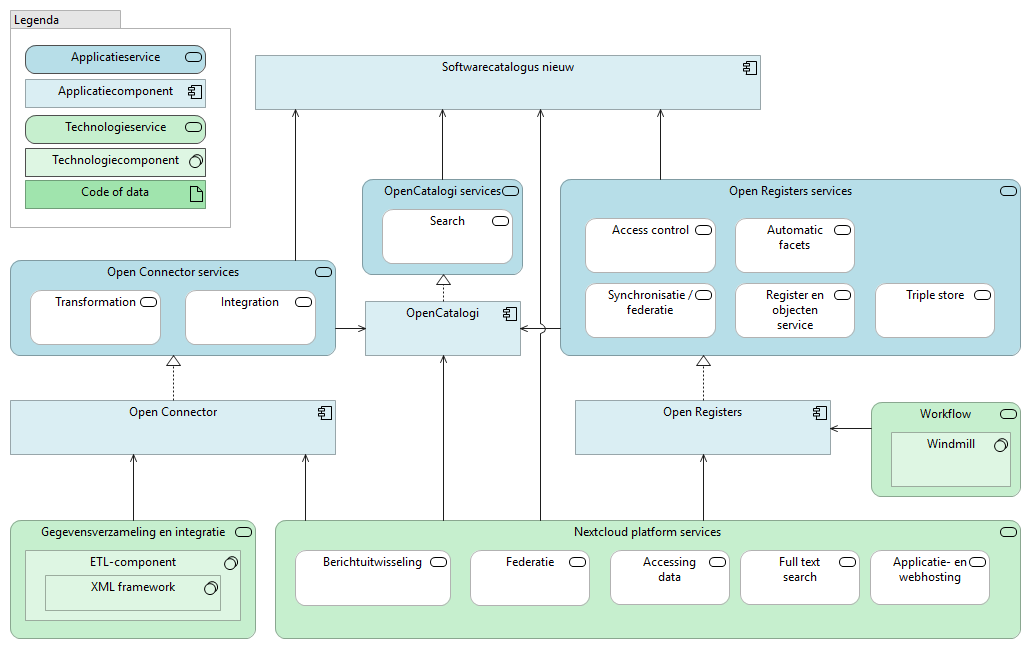 Legenda
Applicatieservice
Applicatiecomponent
Technologieservice
Technologiecomponent
Code of data
Softwarecatalogus nieuw
OpenCatalogi services
Search
Open Registers services
Access control
Automatic
facets
Synchronisatie /
federatie
Register en
objecten
service
Triple store
Open Connector services
Transformation
Integration
OpenCatalogi
Open Connector
Open Registers
Workflow
Windmill
Gegevensverzameling en integratie
ETL-component
XML framework
Nextcloud platform services
Berichtuitwisseling
Federatie
Accessing
data
Full text
search
Applicatie- en
webhosting